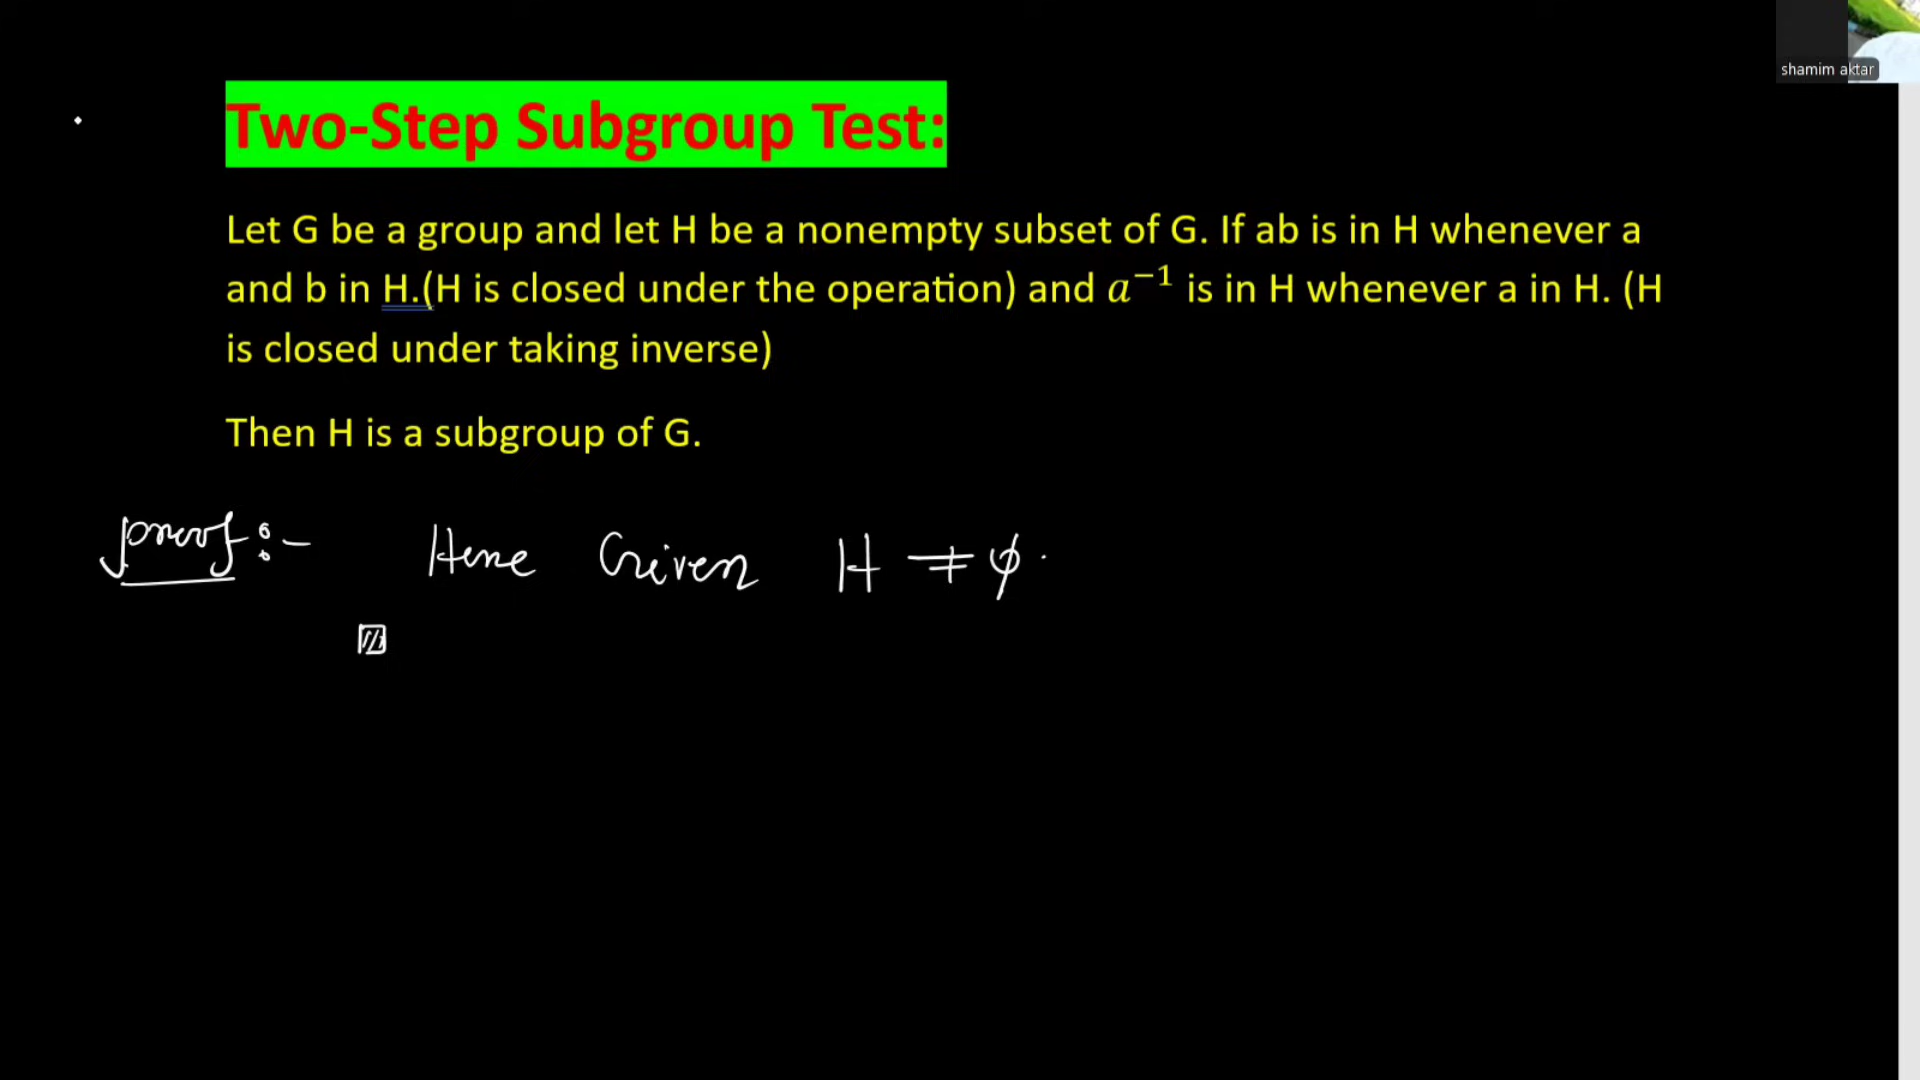 shamim aktar
Two-Step Subgroup Test:
Let G be a group and let H be a nonempty subset of G. If ab is in H whenever a
and b in H.(H is closed under the operation) and a⁻¹ is in H whenever a in H. (H
is closed under taking inverse)
Then H is a subgroup of G.
proof :- Here Given H ≠ φ .